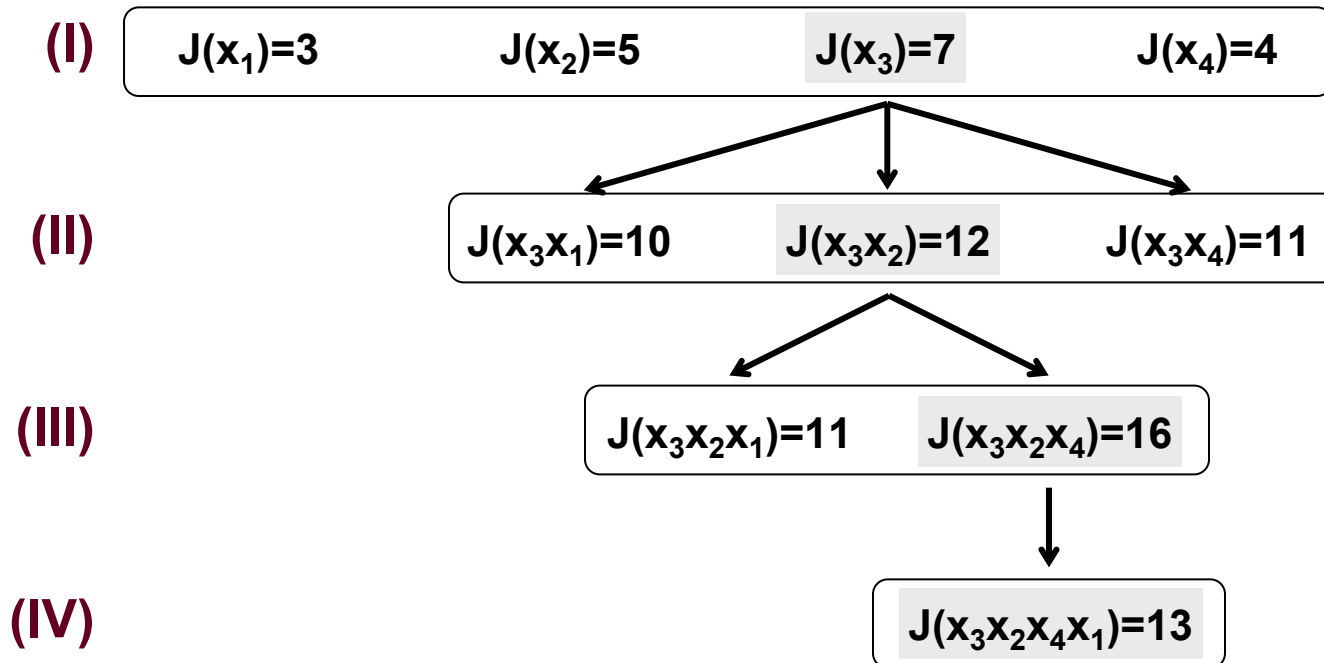 (I) J(x₁)=3 J(x₂)=5 J(x₃)=7 J(x₄)=4
(II) J(x₃x₁)=10 J(x₃x₂)=12 J(x₃x₄)=11
(III) J(x₃x₂x₁)=11 J(x₃x₂x₄)=16
(IV) J(x₃x₂x₄x₁)=13